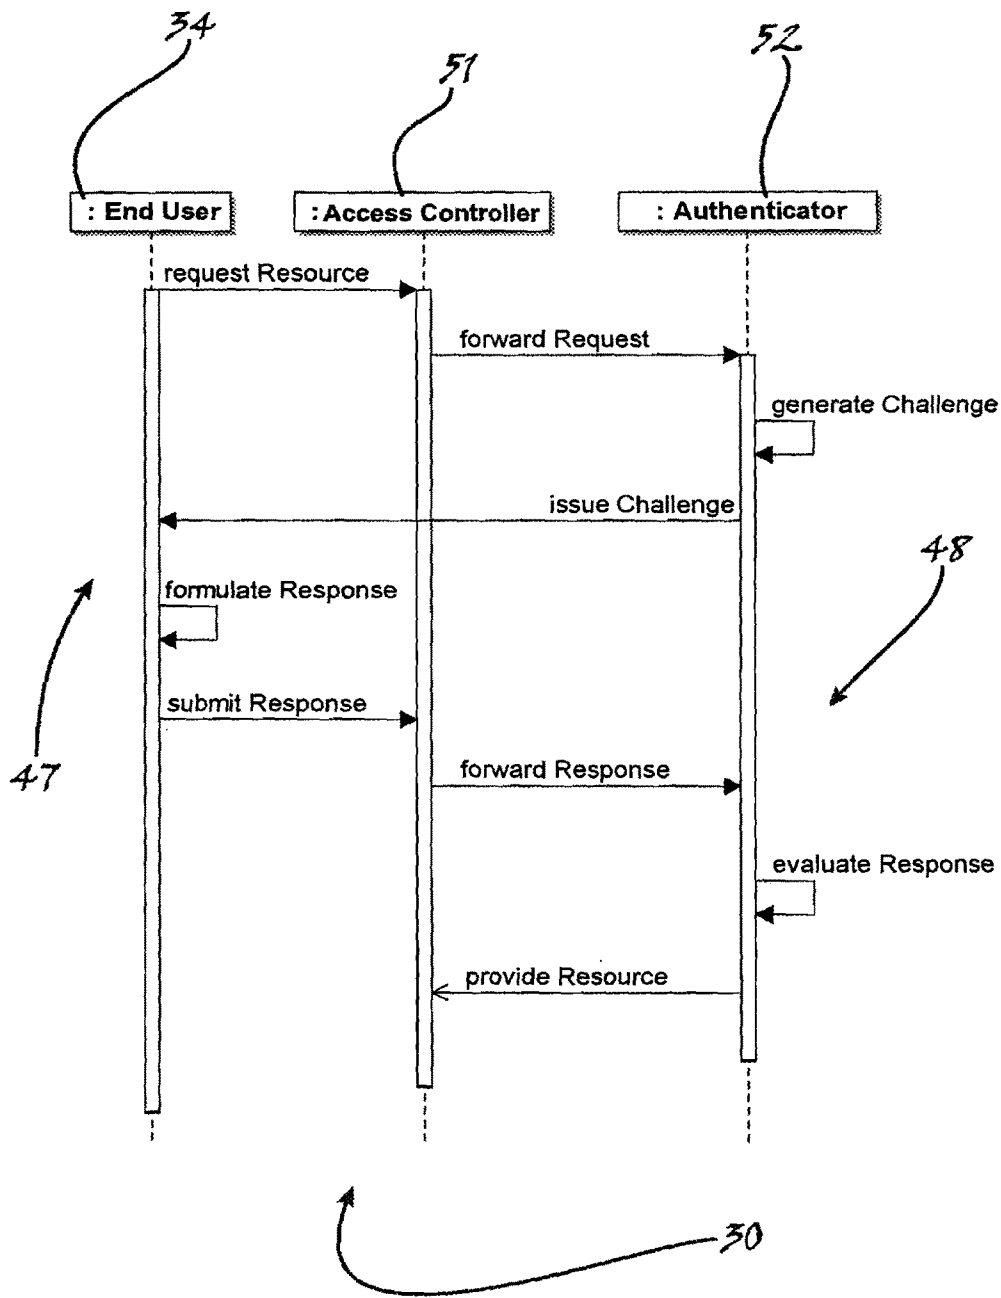 34
51
52
: End User
: Access Controller
: Authenticator
request Resource
forward Request
generate Challenge
issue Challenge
48
formulate Response
submit Response
47
forward Response
evaluate Response
provide Resource
30